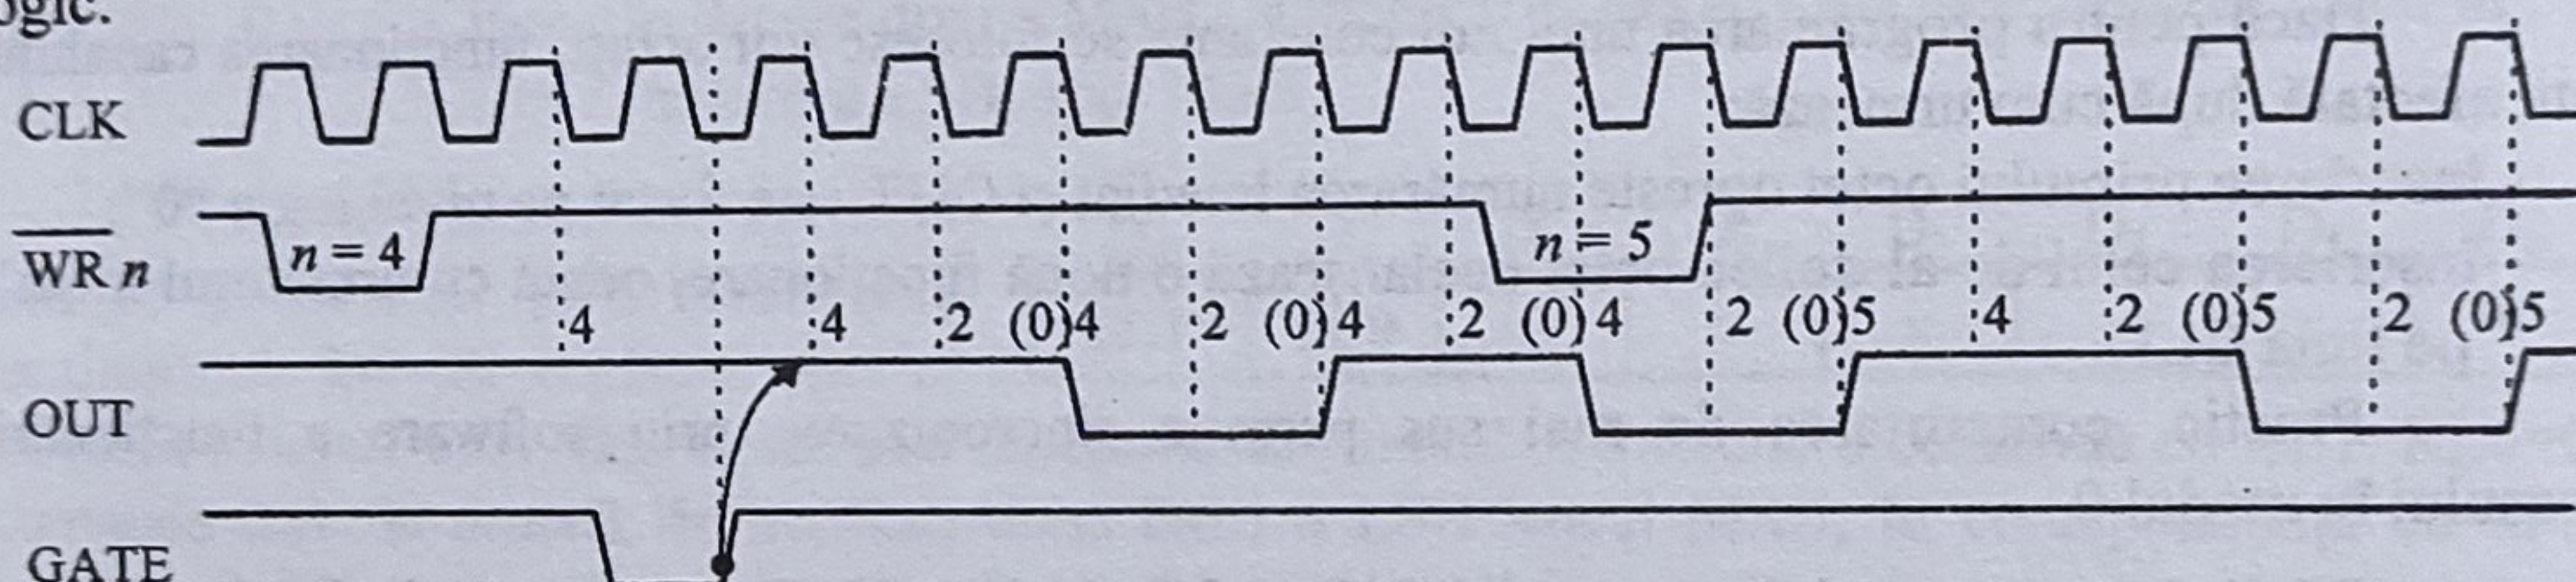 ogic.
CLK
WR n
n = 4
n = 5
:4 :4 :2 (0)4 :2 (0)4 :2 (0)4 2 (0)5 :4 :2 (0)5 :2 (0)5
OUT
GATE